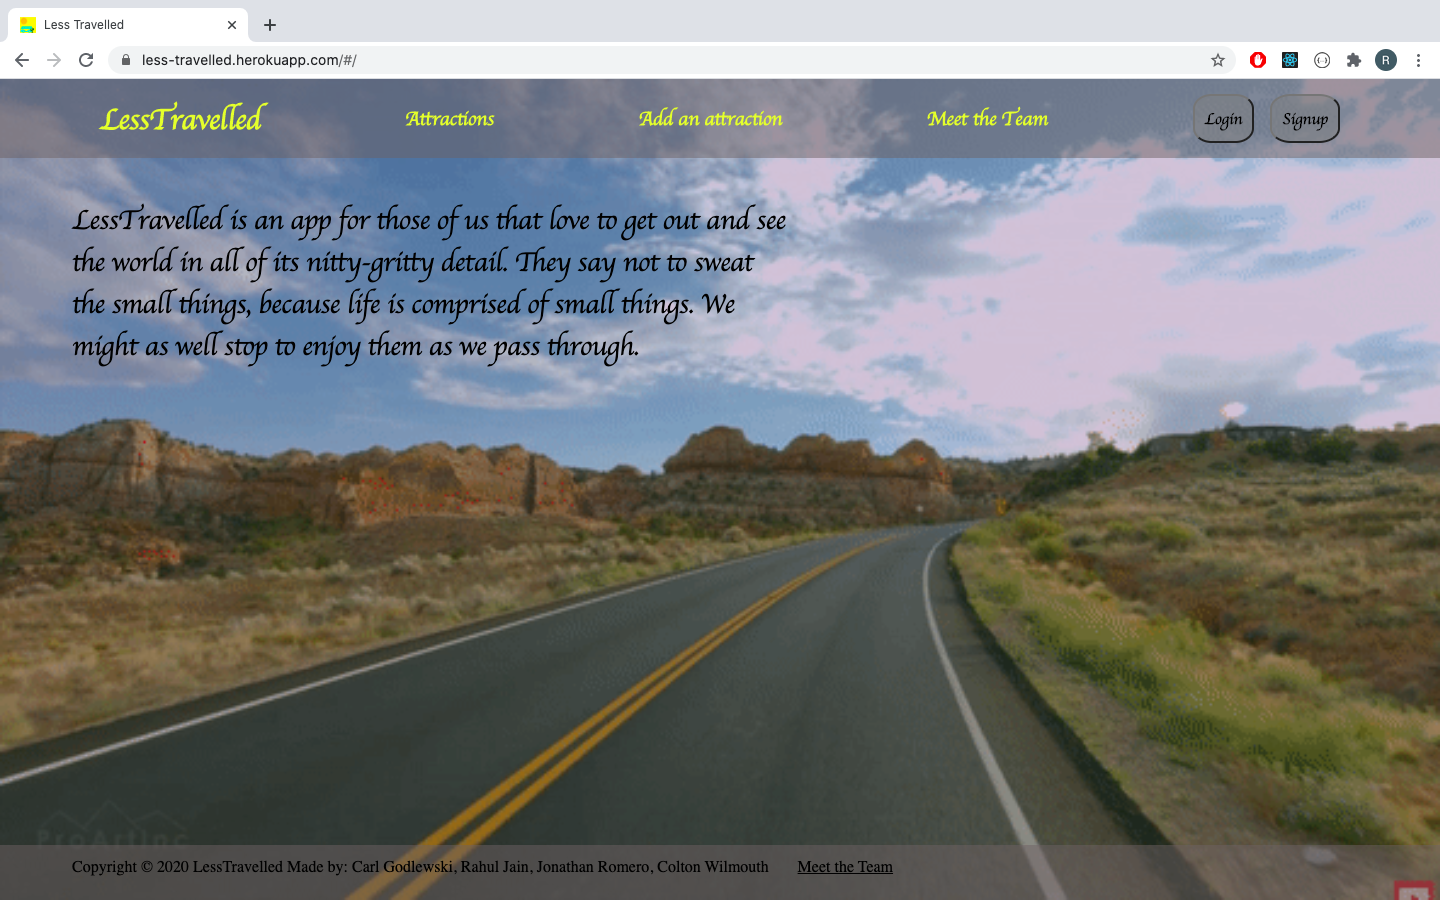 Less Travelled
less-travelled.herokuapp.com/#/
R
LessTravelled
Attractions
Add an attraction
Meet the Team
Login
Signup
LessTravelled is an app for those of us that love to get out and see
the world in all of its nitty-gritty detail. They say not to sweat
the small things, because life is comprised of small things. We
might as well stop to enjoy them as we pass through.
ProArtInc
Copyright © 2020 LessTravelled Made by: Carl Godlewski, Rahul Jain, Jonathan Romero, Colton Wilmouth
Meet the Team